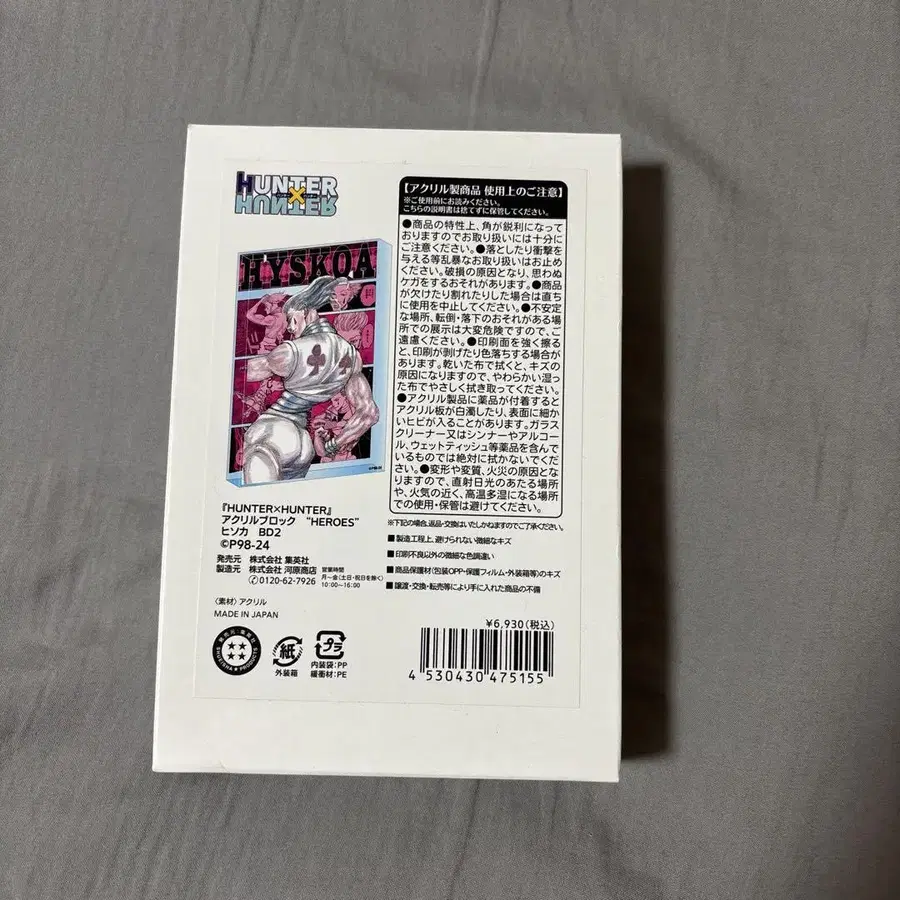 HUNTER
×
HUNTER
HYSKOA
©P98-24
『HUNTER×HUNTER』
アクリルブロック “HEROES”
ヒソカ BD2
©P98-24
発売元 株式会社 集英社
製造元 株式会社 河原商店
✆0120-62-7926
営業時間
月～金(土日・祝日を除く)
10:00～16:00
〈素材〉アクリル
MADE IN JAPAN
発売元 集英社
SHUEISHA PRODUCTS
紙
外装箱
プラ
内装袋:PP
緩衝材:PE
【アクリル製商品 使用上のご注意】
※ご使用前にお読みください。
こちらの説明書は捨てずに保管してください。
●商品の特性上、角が鋭利になって
おりますのでお取り扱いには十分に
ご注意ください。●落としたり衝撃を
与える等乱暴なお取り扱いはお止め
ください。破損の原因となり、思わぬ
ケガをするおそれがあります。●商品
が欠けたり割れたりした場合は直ち
に使用を中止してください。●不安定
な場所、転倒・落下のおそれがある場
所での展示は大変危険ですので、ご
遠慮ください。●印刷面を強く擦る
と、印刷が剥げたり色落ちする場合が
あります。乾いた布で拭くと、キズの
原因になりますので、やわらかい湿っ
た布でやさしく拭き取ってください。
●アクリル製品に薬品が付着すると
アクリル板が白濁したり、表面に細か
いヒビが入ることがあります。ガラス
クリーナー又はシンナーやアルコー
ル、ウェットティッシュ等薬品を含んで
いるものでは絶対に拭かないでくだ
さい。●変形や変質、火災の原因とな
りますので、直射日光のあたる場所
や、火気の近く、高温多湿になる場所
での使用・保管は避けてください。
※下記の場合、返品・交換はいたしかねますのでご了承ください。
■製造工程上、避けられない微細なキズ
■印刷不良以外の微細な色調違い
■商品保護材(包装OPP・保護フィルム・外装箱等)のキズ
■譲渡・交換・転売等により手に入れた商品の不備
¥6,930(税込)
4 530430 475155